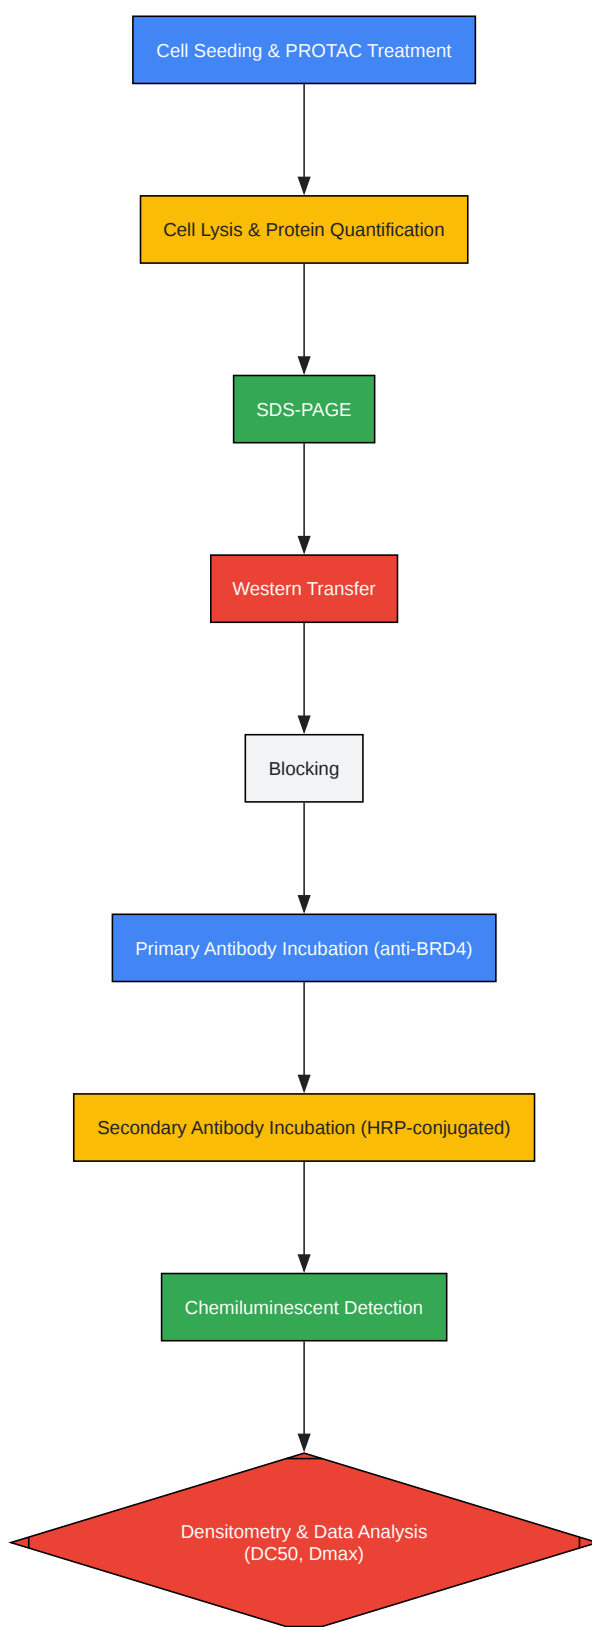 Cell Seeding & PROTAC Treatment
Cell Lysis & Protein Quantification
SDS-PAGE
Western Transfer
Blocking
Primary Antibody Incubation (anti-BRD4)
Secondary Antibody Incubation (HRP-conjugated)
Chemiluminescent Detection
Densitometry & Data Analysis
(DC50, Dmax)